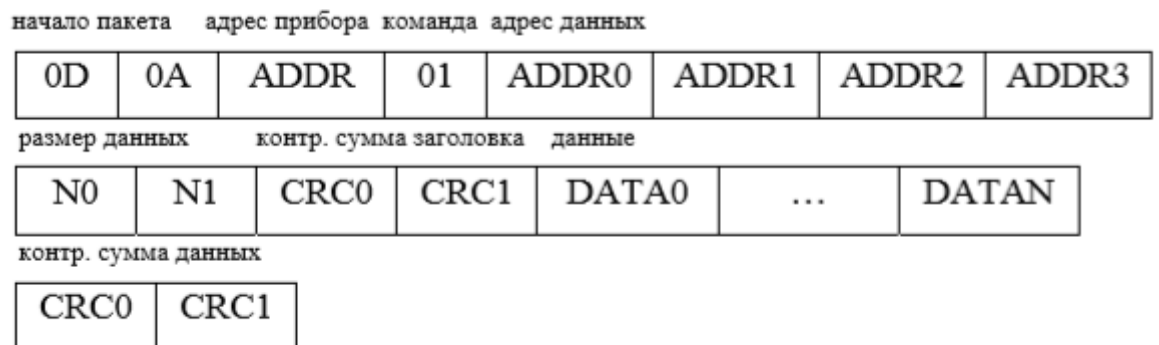 начало пакета адрес прибора команда адрес данных
0D 0A ADDR 01 ADDR0 ADDR1 ADDR2 ADDR3
размер данных контр. сумма заголовка данные
N0 N1 CRC0 CRC1 DATA0 ... DATAN
контр. сумма данных
CRC0 CRC1